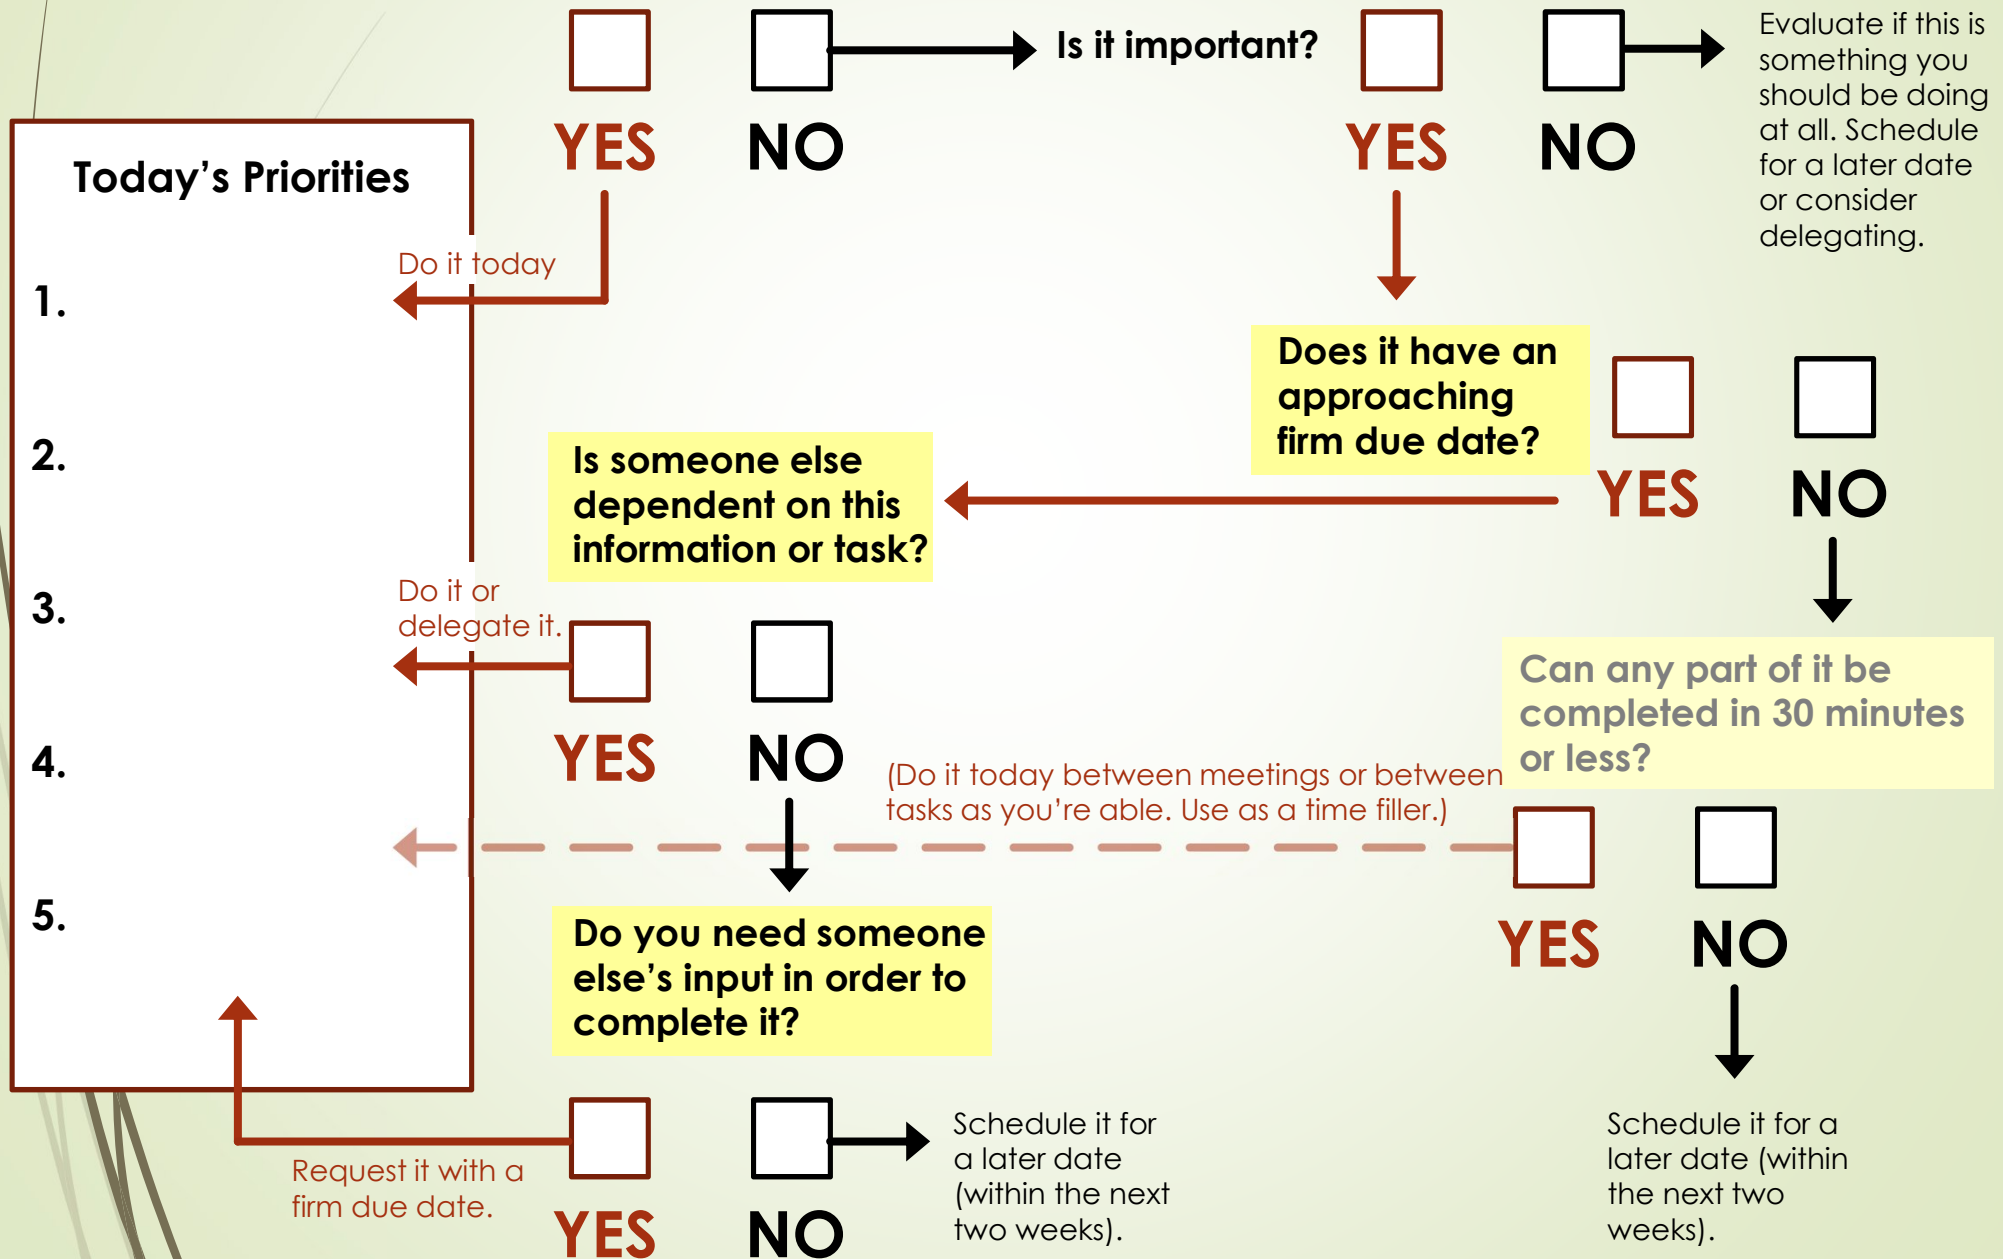 YES
NO
Is it important?
YES
NO
Evaluate if this is
something you
should be doing
at all. Schedule
for a later date
or consider
delegating.
Today's Priorities
1.
2.
3.
4.
5.
Do it today
Does it have an
approaching
firm due date?
YES
NO
Is someone else
dependent on this
information or task?
Do it or
delegate it.
YES
NO
Can any part of it be
completed in 30 minutes
or less?
(Do it today between meetings or between
tasks as you're able. Use as a time filler.)
YES
NO
Do you need someone
else's input in order to
complete it?
Request it with a
firm due date.
YES
NO
Schedule it for
a later date
(within the next
two weeks).
Schedule it for a
later date (within
the next two
weeks).